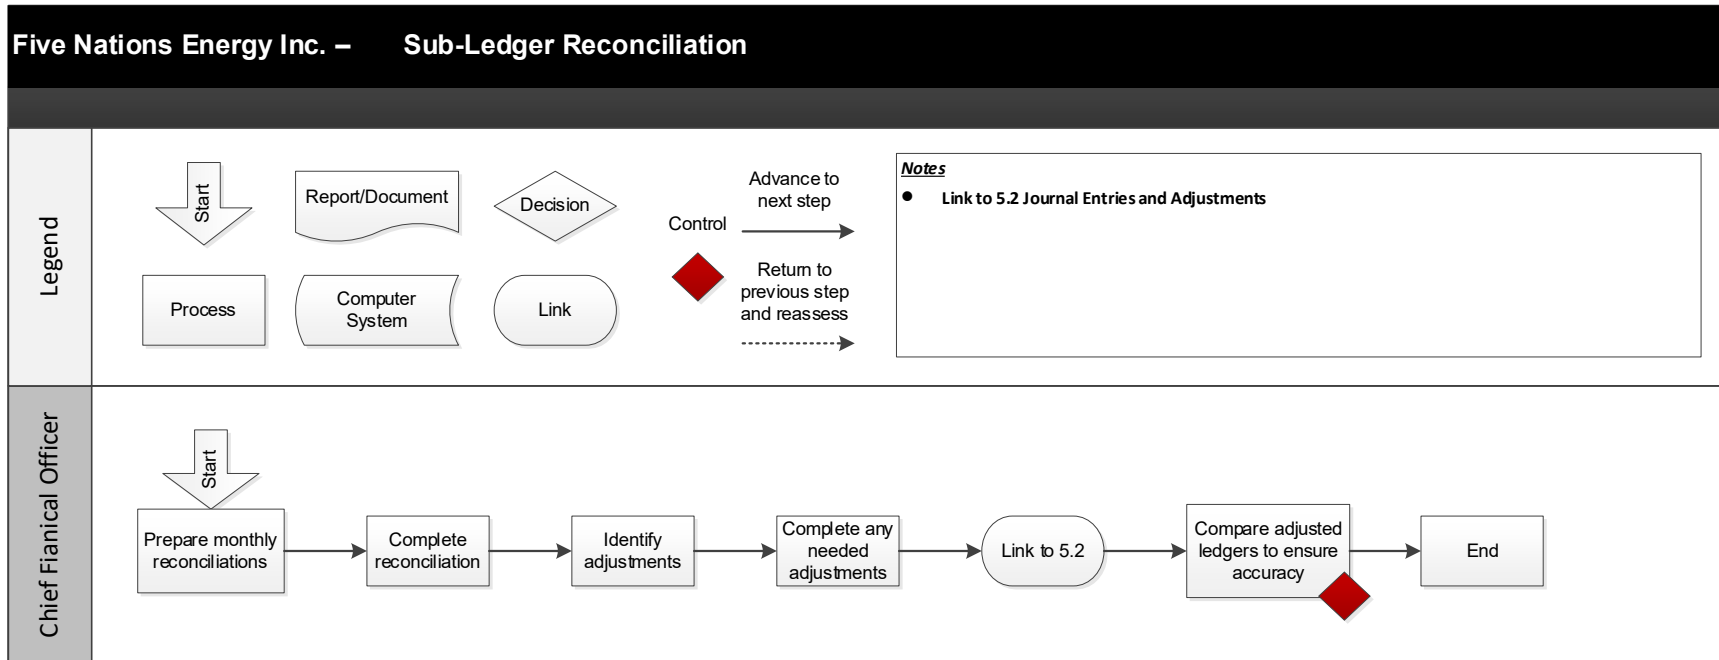 Five Nations Energy Inc. – Sub-Ledger Reconciliation
Legend
Start
Report/Document
Decision
Process
Computer
System
Link
Control
Advance to
next step
Return to
previous step
and reassess
Notes
● Link to 5.2 Journal Entries and Adjustments
Chief Fianical Officer
Start
Prepare monthly
reconciliations
Complete
reconciliation
Identify
adjustments
Complete any
needed
adjustments
Link to 5.2
Compare adjusted
ledgers to ensure
accuracy
End